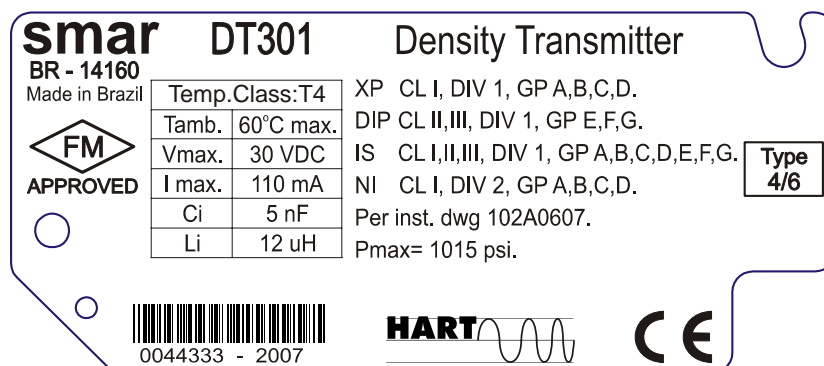 smar DT301 Density Transmitter
BR - 14160
Made in Brazil
FM
APPROVED
Temp.Class:T4
Tamb. 60°C max.
Vmax. 30 VDC
I max. 110 mA
Ci 5 nF
Li 12 uH
XP CL I, DIV 1, GP A,B,C,D.
DIP CL II,III, DIV 1, GP E,F,G.
IS CL I,II,III, DIV 1, GP A,B,C,D,E,F,G.
NI CL I, DIV 2, GP A,B,C,D.
Per inst. dwg 102A0607.
Pmax= 1015 psi.
Type
4/6
0044333 - 2007
HART
CE